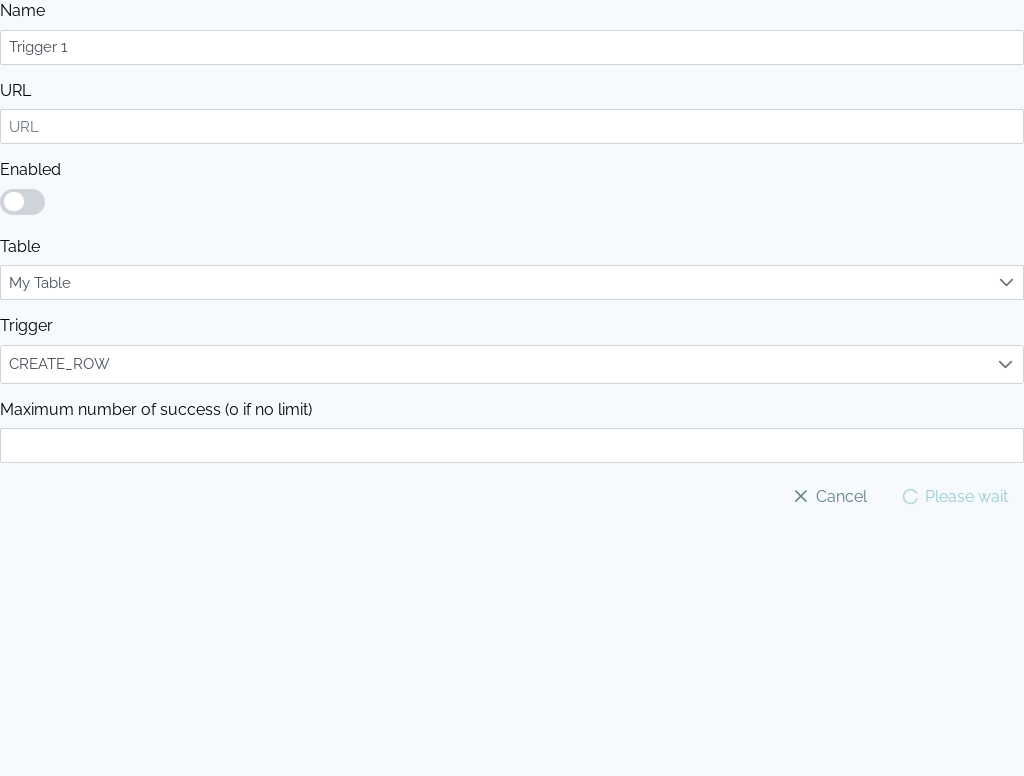 Name
Trigger 1
URL
URL
Enabled
Table
My Table
Trigger
CREATE_ROW
Maximum number of success (0 if no limit)
Cancel
Please wait